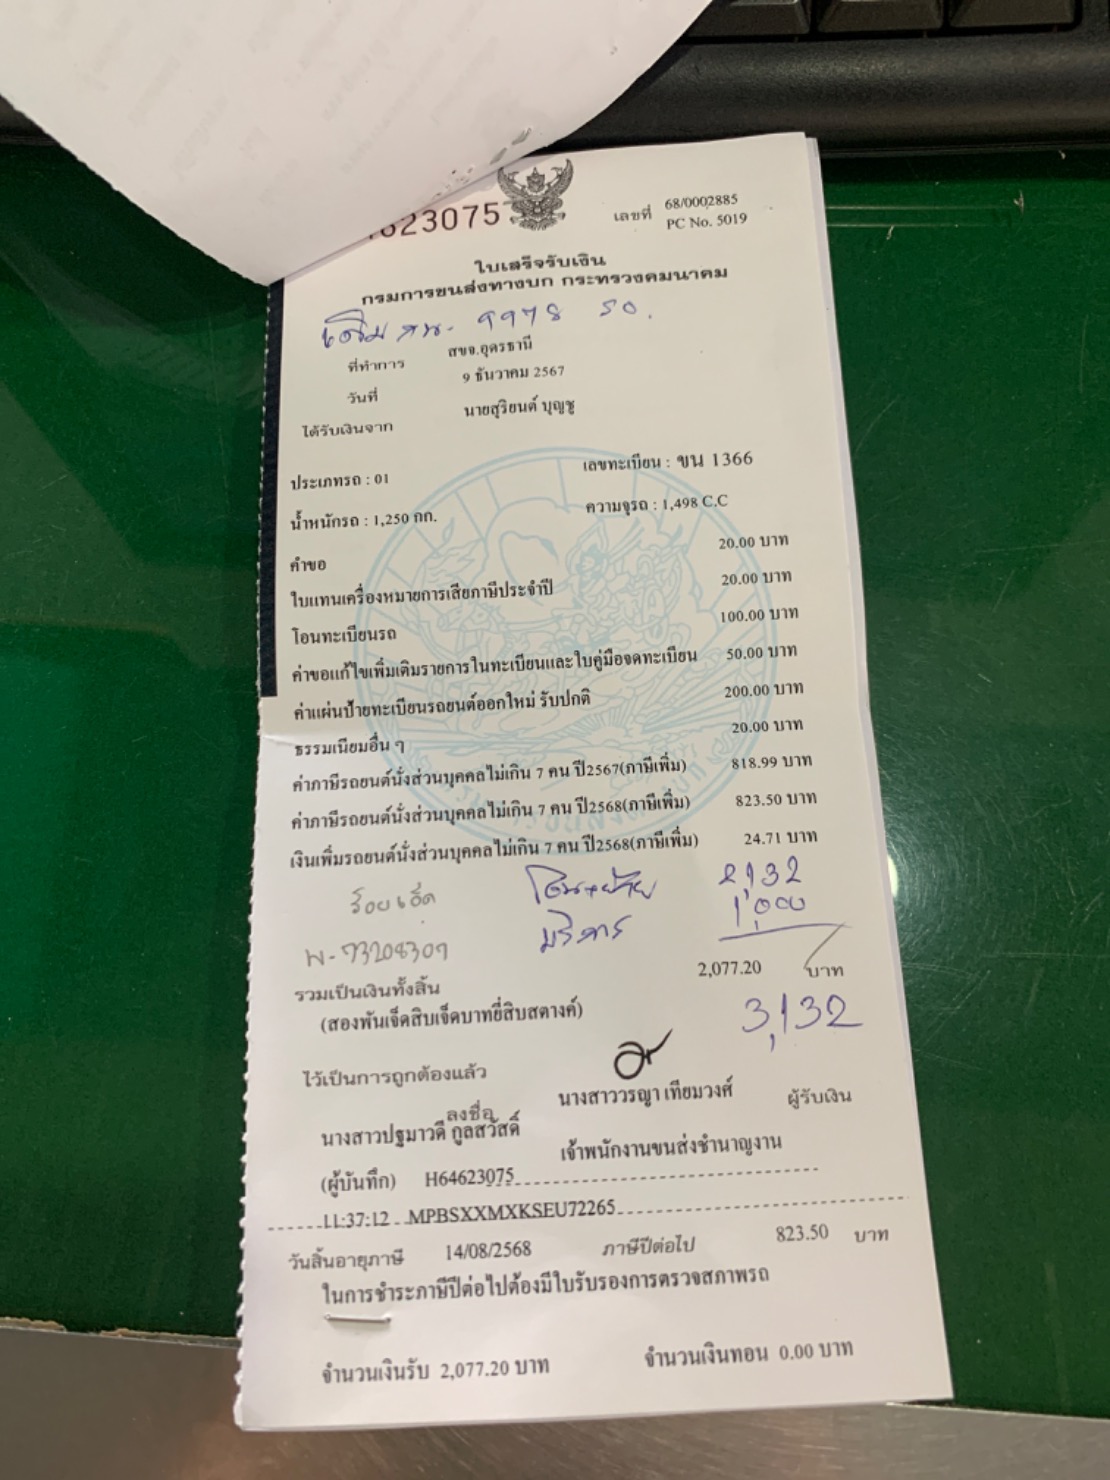 623075
เลขที่ 68/0002885
PC No. 5019
ใบเสร็จรับเงิน
กรมการขนส่งทางบก กระทรวงคมนาคม
เดิม กน- 9978 รอ.
ที่ทำการ สขจ.อุดรธานี
วันที่ 9 ธันวาคม 2567
ได้รับเงินจาก นายสุริยนต์ บุญชู
ประเภทรถ : 01 เลขทะเบียน : ขน 1366
น้ำหนักรถ : 1,250 กก. ความจุรถ : 1,498 C.C
คำขอ 20.00 บาท
ใบแทนเครื่องหมายการเสียภาษีประจำปี 20.00 บาท
โอนทะเบียนรถ 100.00 บาท
ค่าขอแก้ไขเพิ่มเติมรายการในทะเบียนและใบคู่มือจดทะเบียน 50.00 บาท
ค่าแผ่นป้ายทะเบียนรถยนต์ออกใหม่ รับปกติ 200.00 บาท
ธรรมเนียมอื่น ๆ 20.00 บาท
ค่าภาษีรถยนต์นั่งส่วนบุคคลไม่เกิน 7 คน ปี2567(ภาษีเพิ่ม) 818.99 บาท
ค่าภาษีรถยนต์นั่งส่วนบุคคลไม่เกิน 7 คน ปี2568(ภาษีเพิ่ม) 823.50 บาท
เงินเพิ่มรถยนต์นั่งส่วนบุคคลไม่เกิน 7 คน ปี2568(ภาษีเพิ่ม) 24.71 บาท
ร้อยเอ็ด โอน+ย้าย 2,132
บริการ 1,000
รวมเป็นเงินทั้งสิ้น 2,077.20 บาท
(สองพันเจ็ดสิบเจ็ดบาทยี่สิบสตางค์) 3,132
ไว้เป็นการถูกต้องแล้ว
ลงชื่อ นางสาววรญา เทียมวงศ์ ผู้รับเงิน
นางสาวปฐมาวดี กูลสวัสดิ์ เจ้าพนักงานขนส่งชำนาญงาน
(ผู้บันทึก) H64623075
11:37:12 MPBSXXMXKSEU72265
วันสิ้นอายุภาษี 14/08/2568 ภาษีปีต่อไป 823.50 บาท
ในการชำระภาษีปีต่อไปต้องมีใบรับรองการตรวจสภาพรถ
จำนวนเงินรับ 2,077.20 บาท จำนวนเงินทอน 0.00 บาท